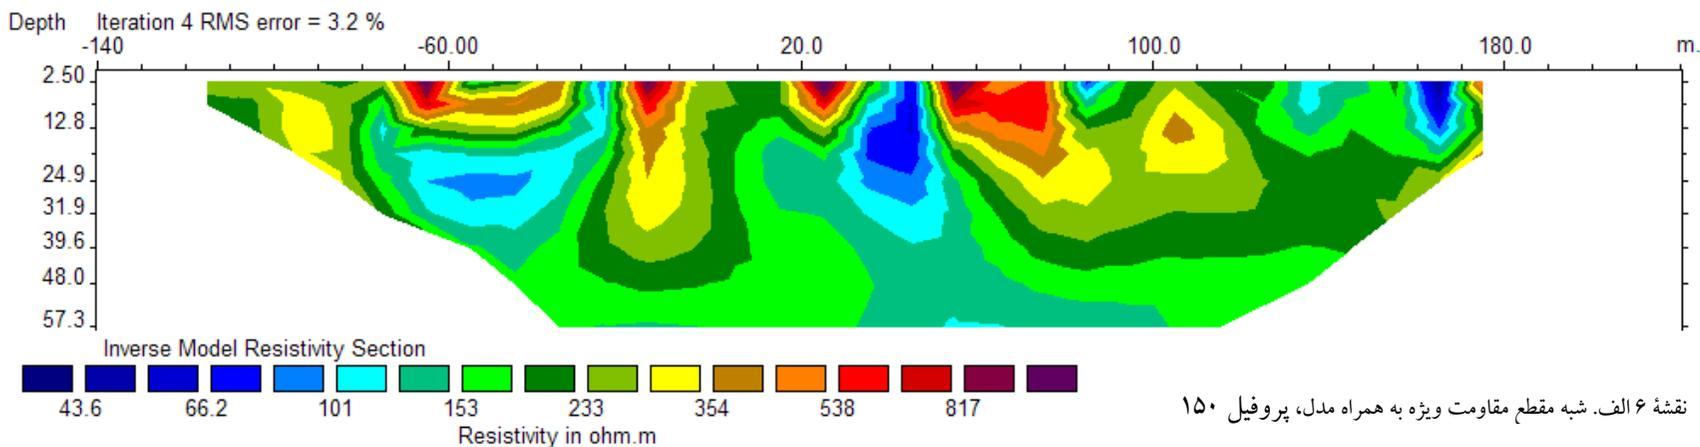 Depth Iteration 4 RMS error = 3.2 %
-140 -60.00 20.0 100.0 180.0 m.
2.50
12.8
24.9
31.9
39.6
48.0
57.3
Inverse Model Resistivity Section
43.6 66.2 101 153 233 354 538 817
Resistivity in ohm.m
نقشهٔ ۶ الف. شبه مقطع مقاومت ویژه به همراه مدل، پروفیل ۱۵۰